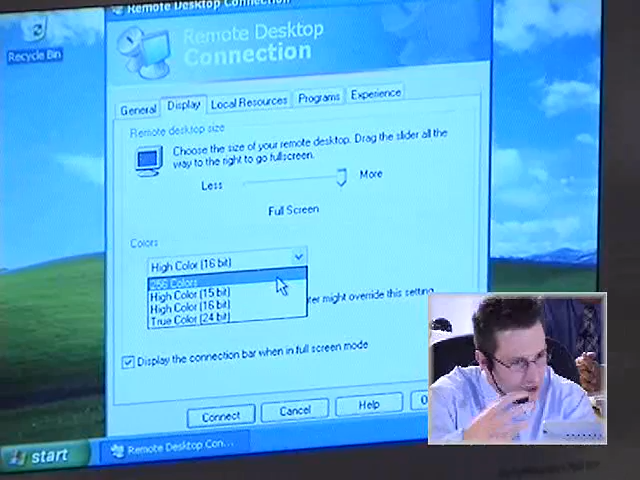 Remote Desktop Connection
Recycle Bin
Remote Desktop
Connection
General
Display
Local Resources
Programs
Experience
Remote desktop size
Choose the size of your remote desktop. Drag the slider all the
way to the right to go fullscreen.
Less
More
Full Screen
Colors
High Color (16 bit)
256 Colors
High Color (15 bit)
High Color (16 bit)
True Color (24 bit)
ter might override this setting.
Display the connection bar when in full screen mode
Connect
Cancel
Help
O
start
Remote Desktop Con...